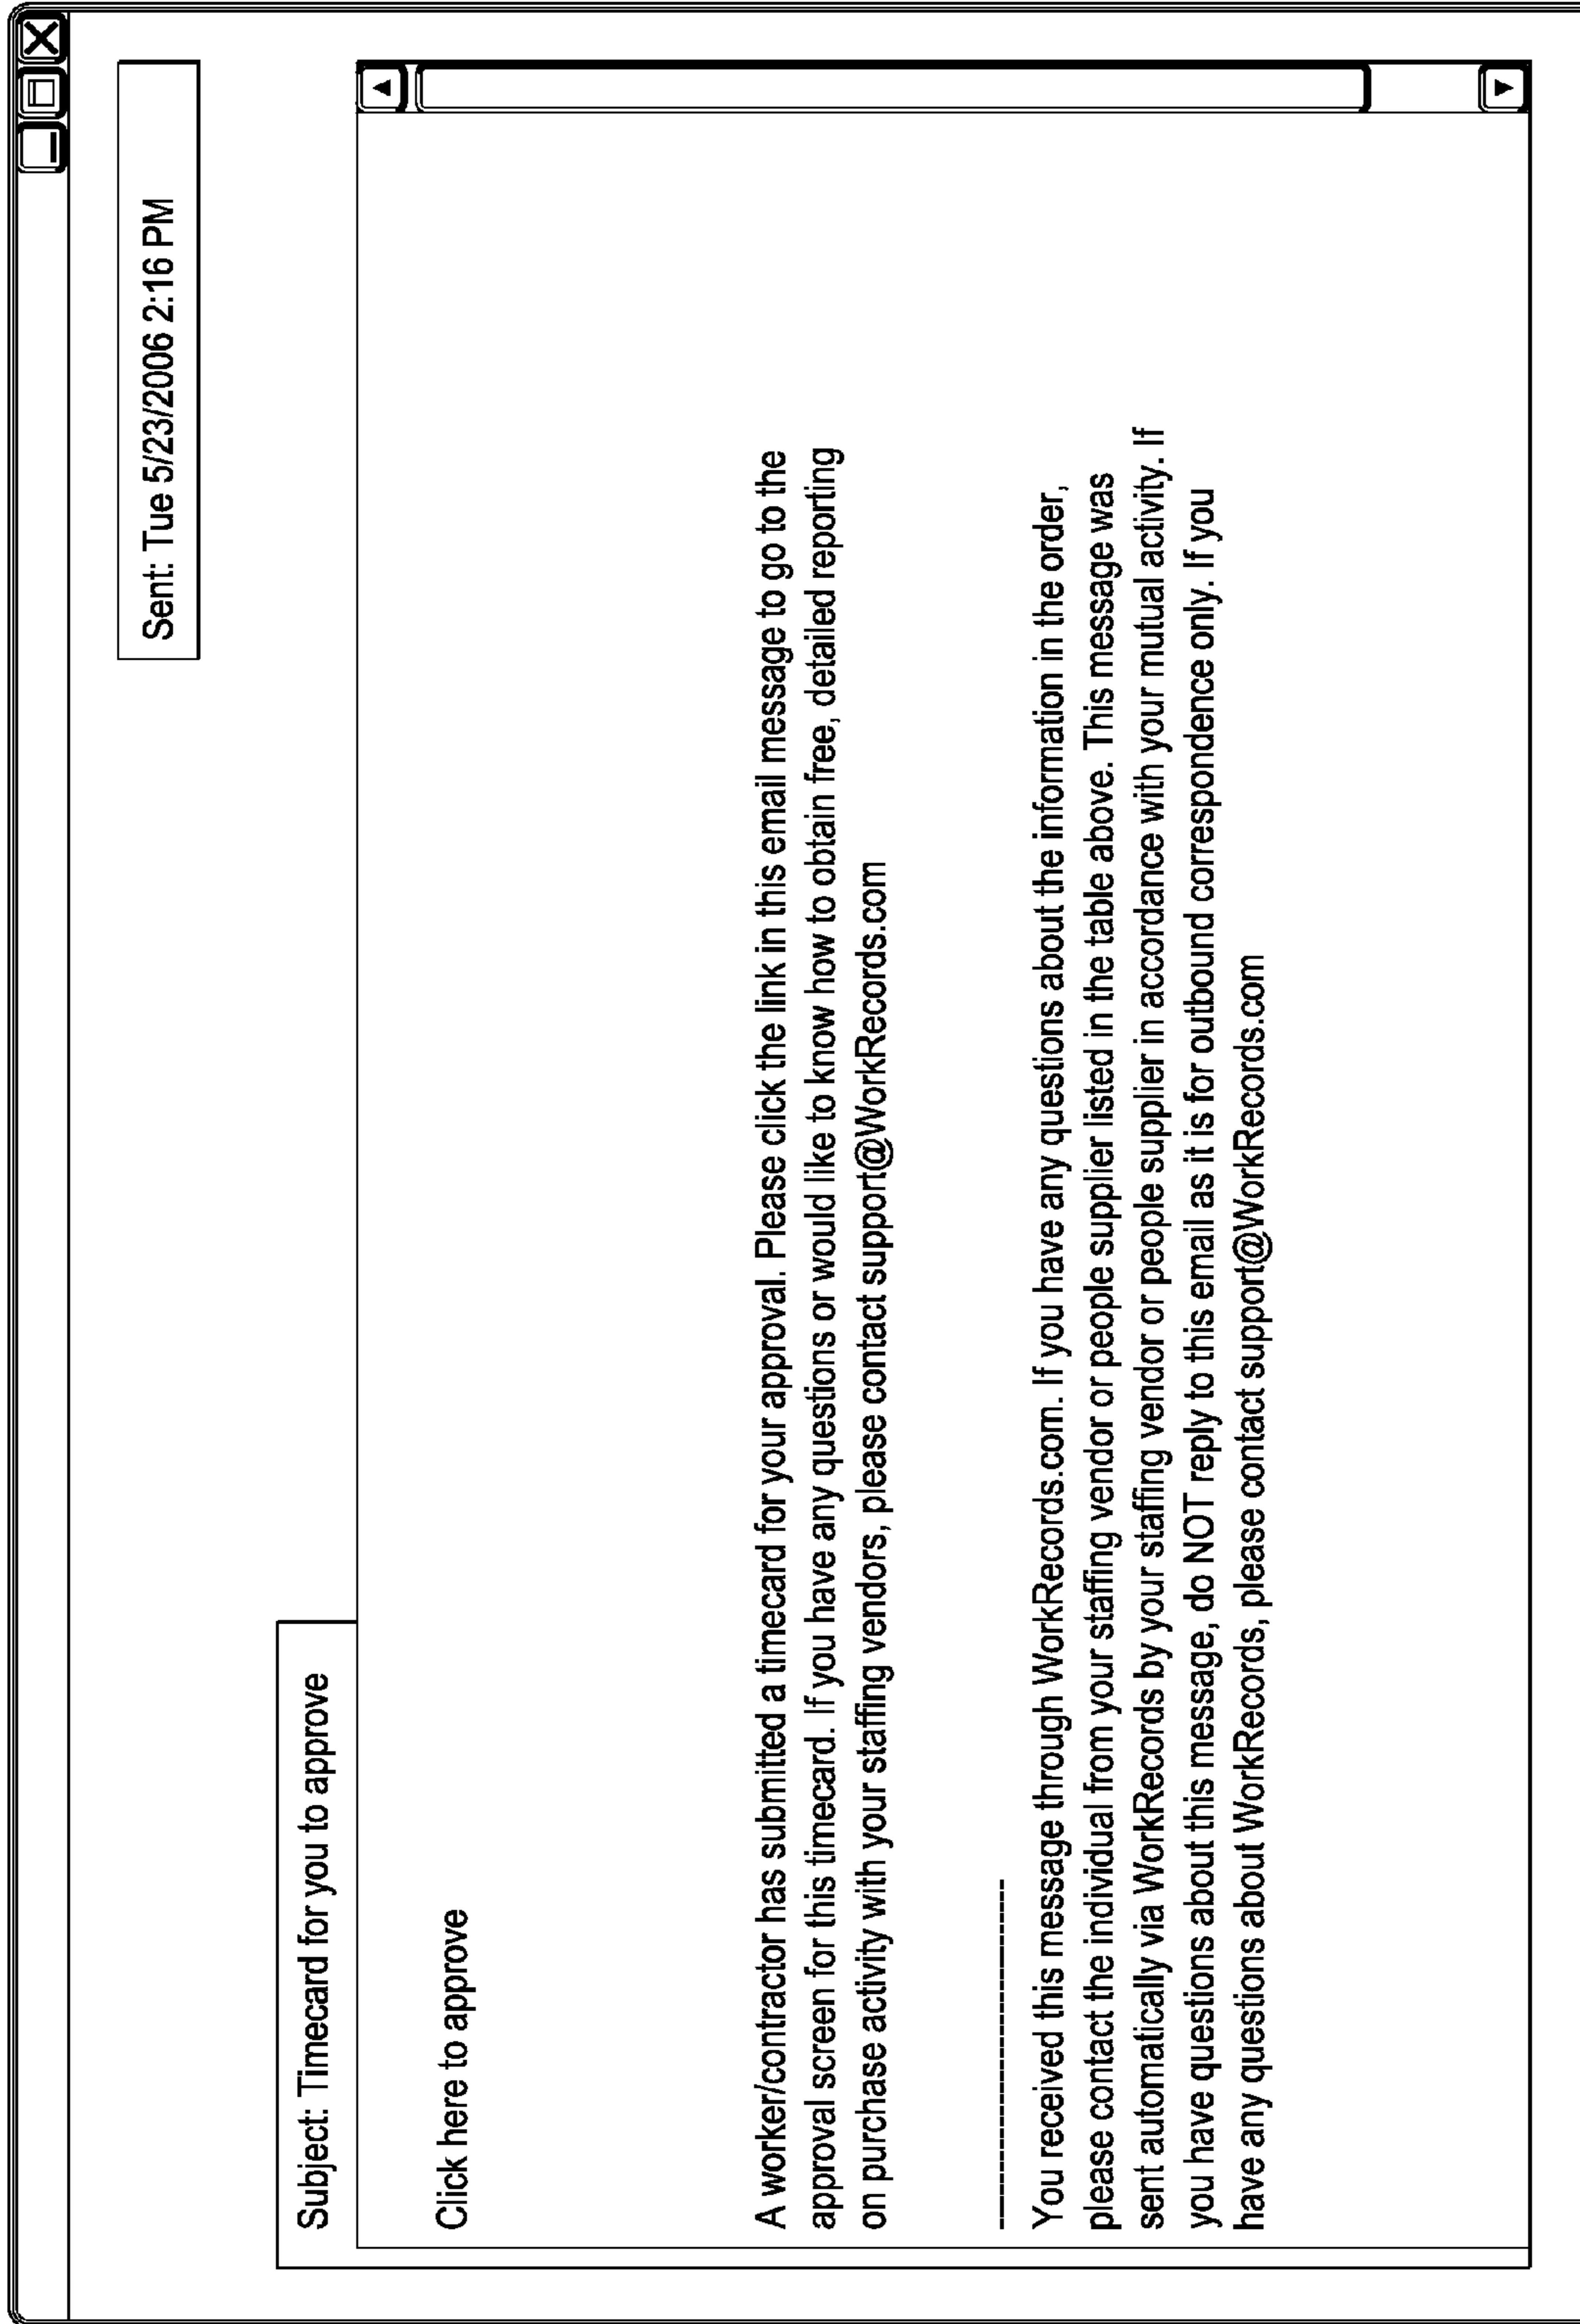 Sent: Tue 5/23/2006 2:16 PM
Subject: Timecard for you to approve
Click here to approve
A worker/contractor has submitted a timecard for your approval. Please click the link in this email message to go to the
approval screen for this timecard. If you have any questions or would like to know how to obtain free, detailed reporting
on purchase activity with your staffing vendors, please contact support@WorkRecords.com
You received this message through WorkRecords.com. If you have any questions about the information in the order,
please contact the individual from your staffing vendor or people supplier listed in the table above. This message was
sent automatically via WorkRecords by your staffing vendor or people supplier in accordance with your mutual activity. If
you have questions about this message, do NOT reply to this email as it is for outbound correspondence only. If you
have any questions about WorkRecords, please contact support@WorkRecords.com